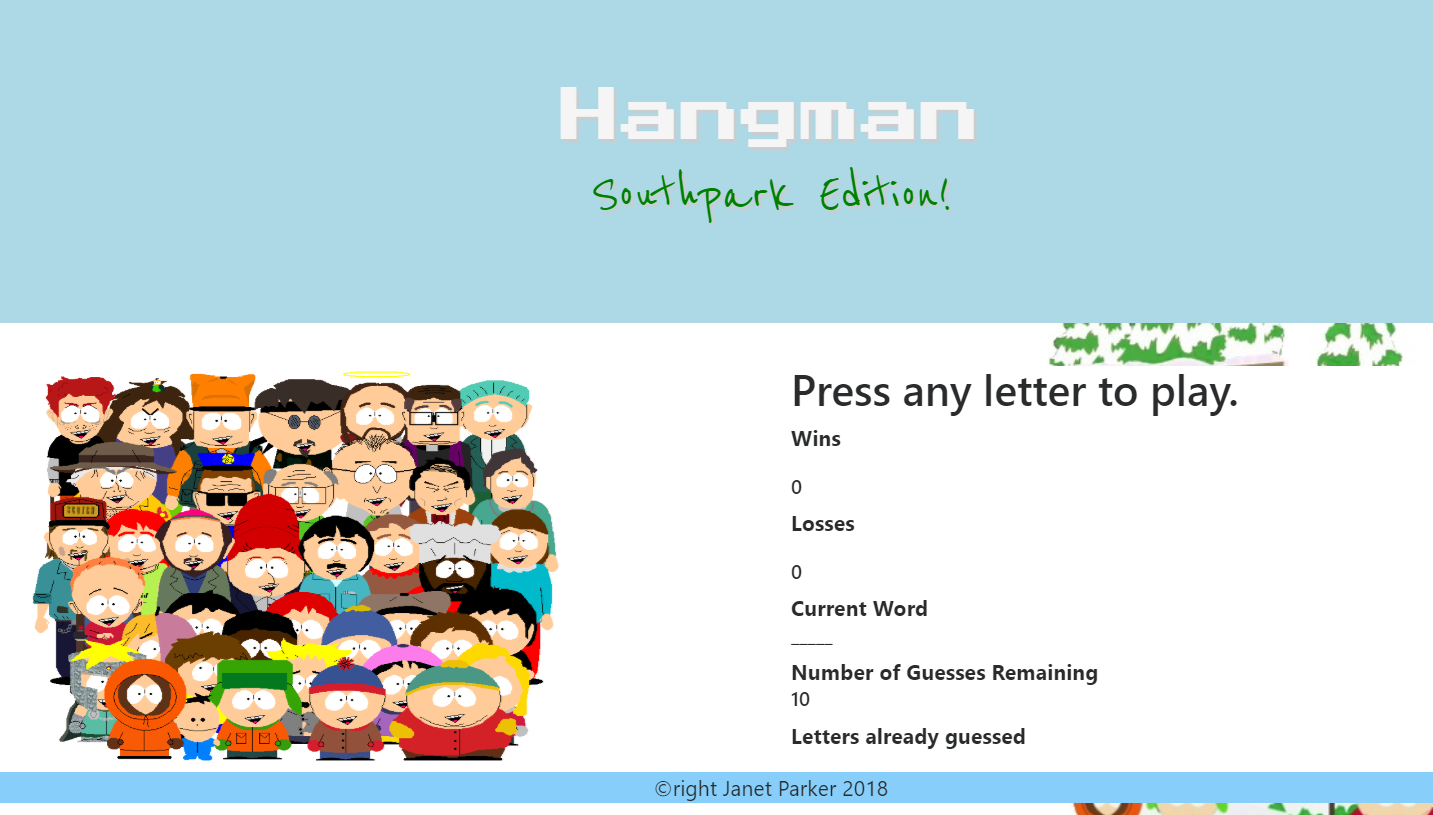 Hangman
Southpark Edition!
Press any letter to play.
Wins
0
Losses
0
Current Word
_____
Number of Guesses Remaining
10
Letters already guessed
©right Janet Parker 2018